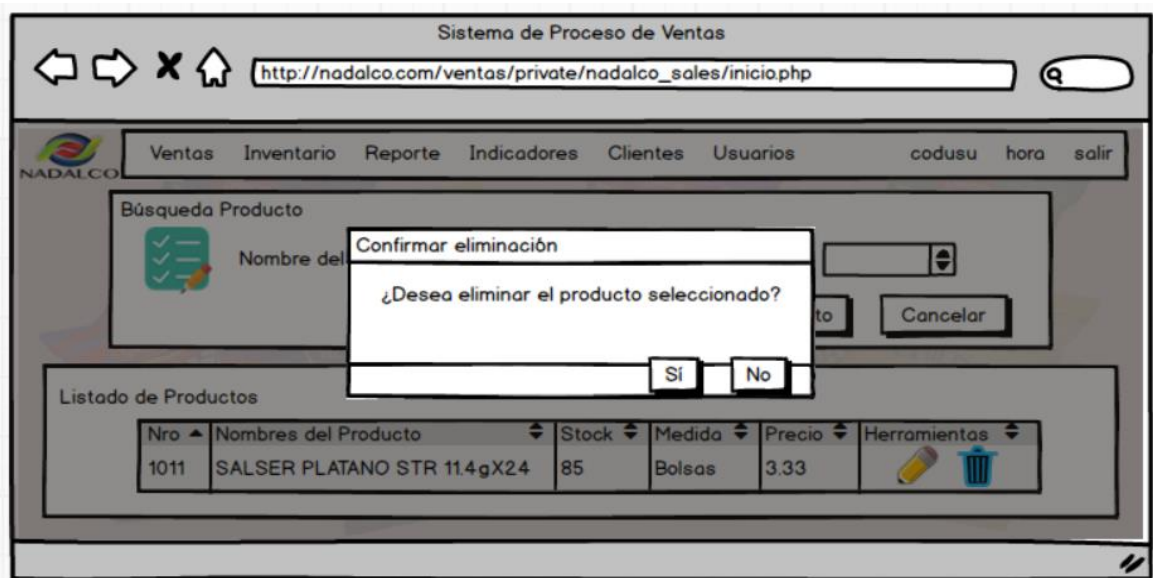 Sistema de Proceso de Ventas
http://nadalco.com/ventas/private/nadalco_sales/inicio.php
NADALCO
Ventas Inventario Reporte Indicadores Clientes Usuarios codusu hora salir
Búsqueda Producto
Nombre del
Confirmar eliminación
¿Desea eliminar el producto seleccionado?
to Cancelar
Sí No
Listado de Productos
Nro Nombres del Producto Stock Medida Precio Herramientas
1011 SALSER PLATANO STR 11.4gX24 85 Bolsas 3.33